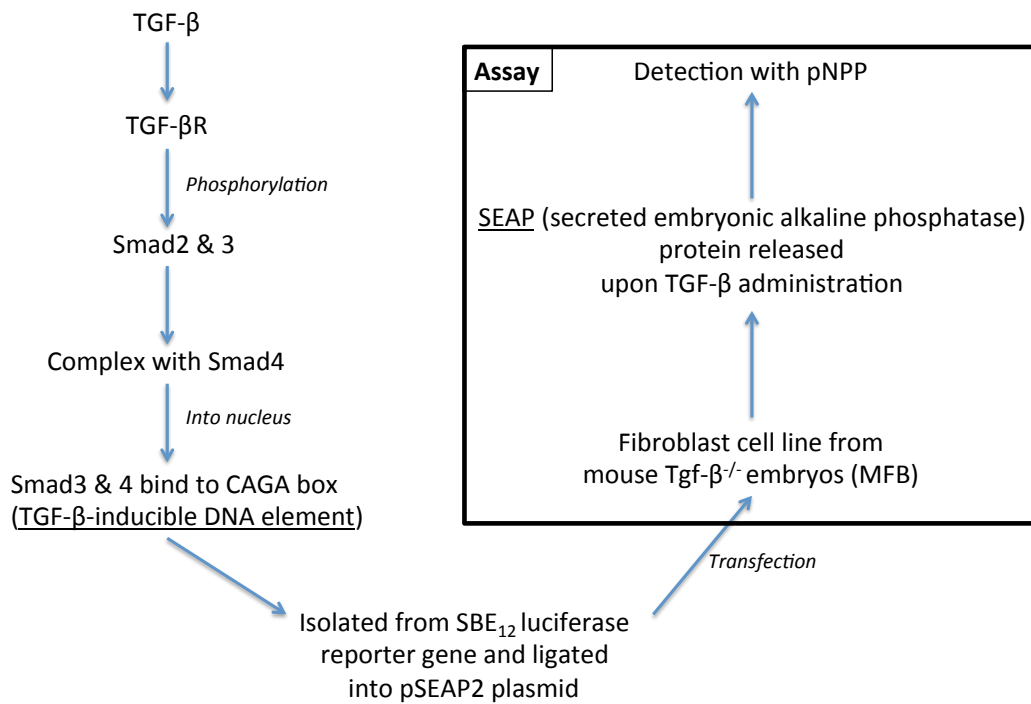 TGF-β
TGF-βR
Phosphorylation
Smad2 & 3
Complex with Smad4
Into nucleus
Smad3 & 4 bind to CAGA box
(TGF-β-inducible DNA element)
Isolated from SBE₁₂ luciferase
reporter gene and ligated
into pSEAP2 plasmid
Transfection
Assay
Detection with pNPP
SEAP (secreted embryonic alkaline phosphatase)
protein released
upon TGF-β administration
Fibroblast cell line from
mouse Tgf-β⁻/⁻ embryos (MFB)